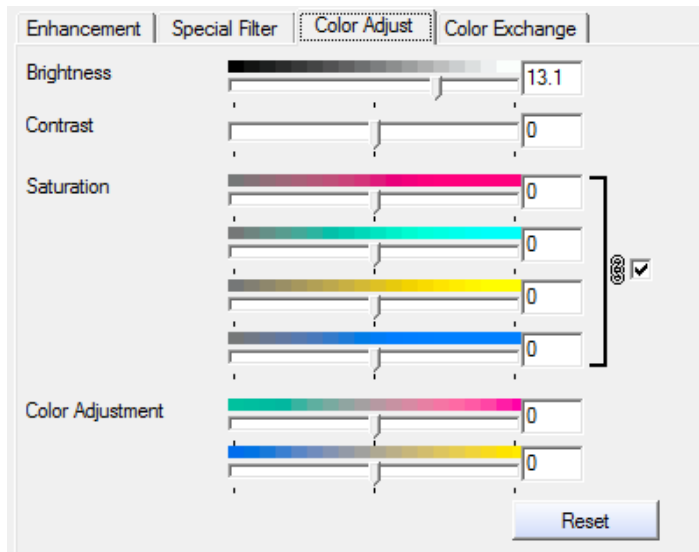 Enhancement Special Filter Color Adjust Color Exchange
Brightness 13.1
Contrast 0
Saturation 0
0
0
0
Color Adjustment 0
0
Reset